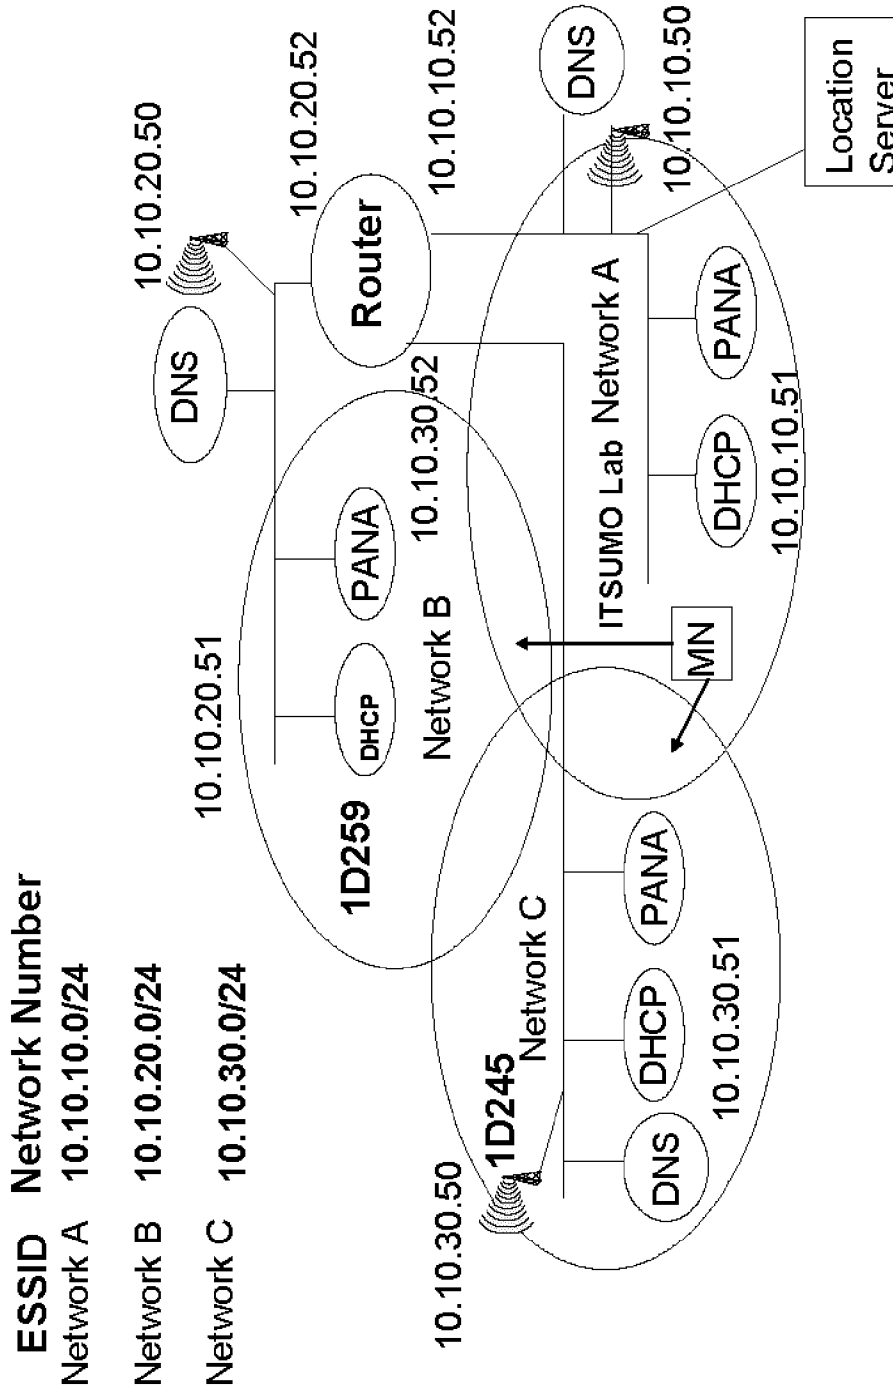 ESSID Network Number
Network A 10.10.10.0/24
Network B 10.10.20.0/24
Network C 10.10.30.0/24
10.10.20.50
DNS
10.10.20.51
10.10.20.52
Router
10.10.10.52
DNS
DHCP
PANA
1D259
Network B
10.10.30.52
10.10.10.50
10.10.30.50
1D245
Network C
ITSUMO Lab Network A
DNS
DHCP
PANA
10.10.30.51
MN
DHCP
PANA
10.10.10.51
Location
Server